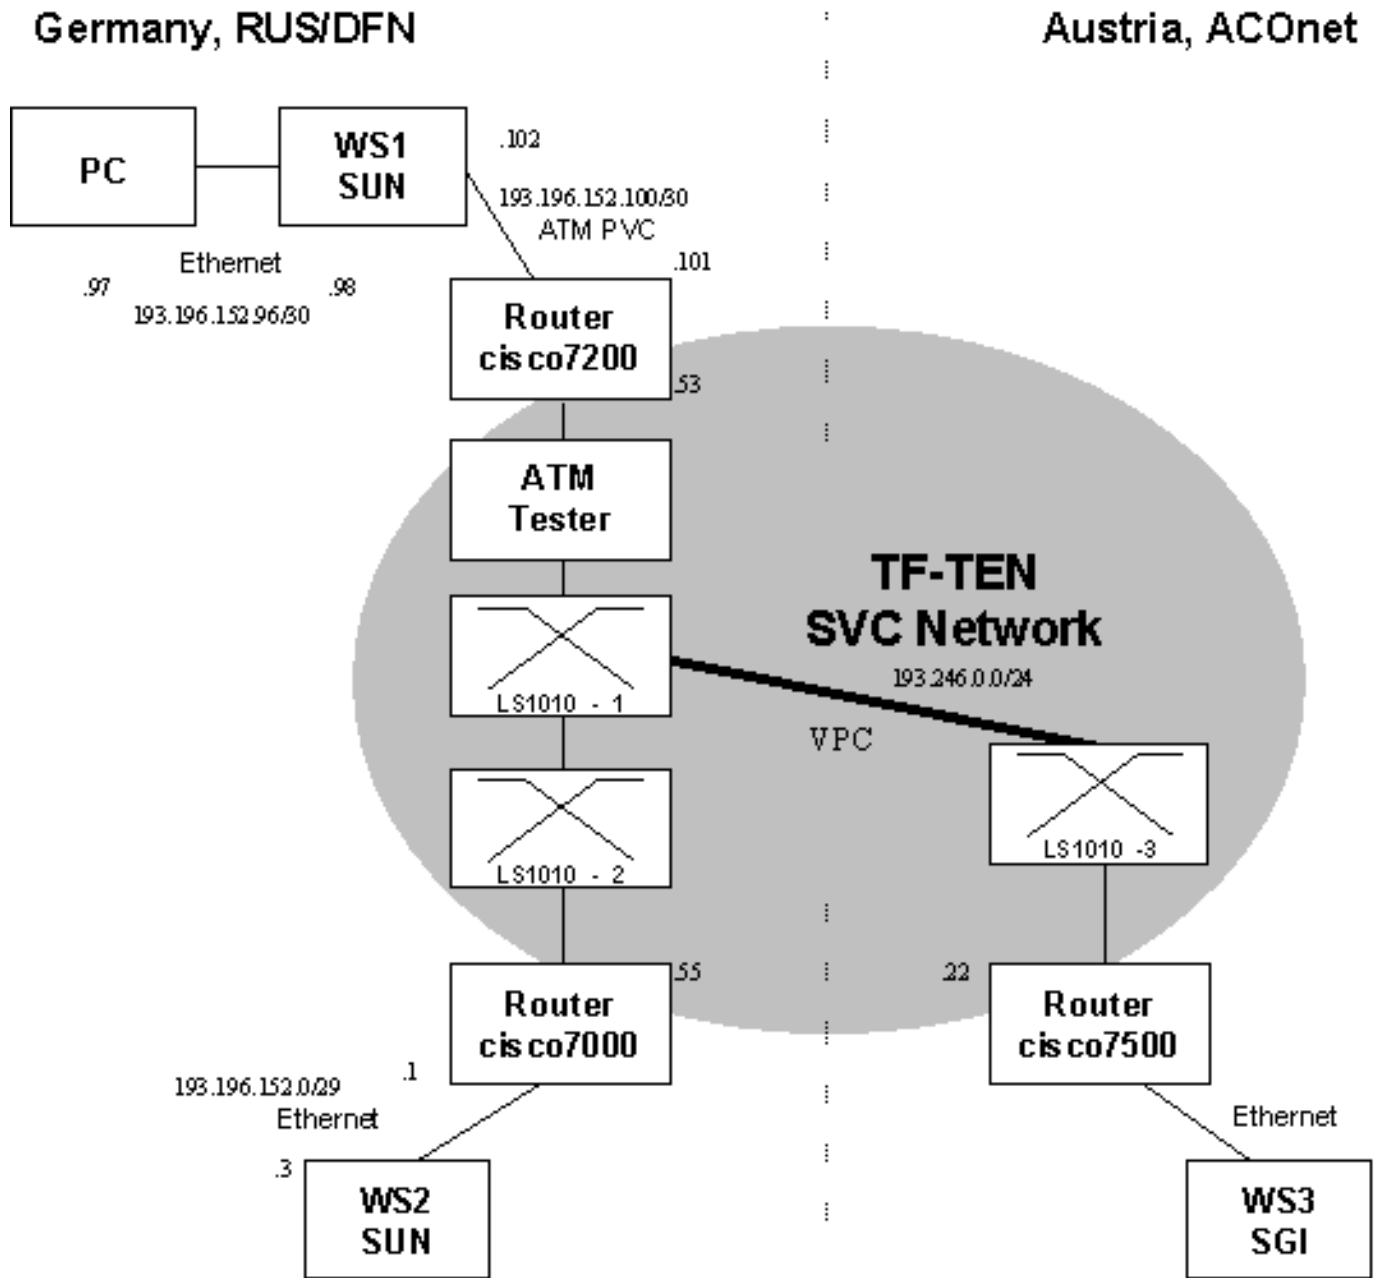 Germany, RUS/DFN
Austria, ACOnet
PC
WS1
SUN
.102
193.196.152.100/30
ATM PVC
.101
Ethernet
.97
.98
193.196.152.96/30
Router
cisco7200
.53
ATM
Tester
TF-TEN
SVC Network
193.246.0.0/24
LS1010 - 1
VPC
LS1010 - 2
LS1010 -3
.55
.22
Router
cisco7000
Router
cisco7500
193.196.152.0/29
.1
Ethernet
Ethernet
.3
WS2
SUN
WS3
SGI